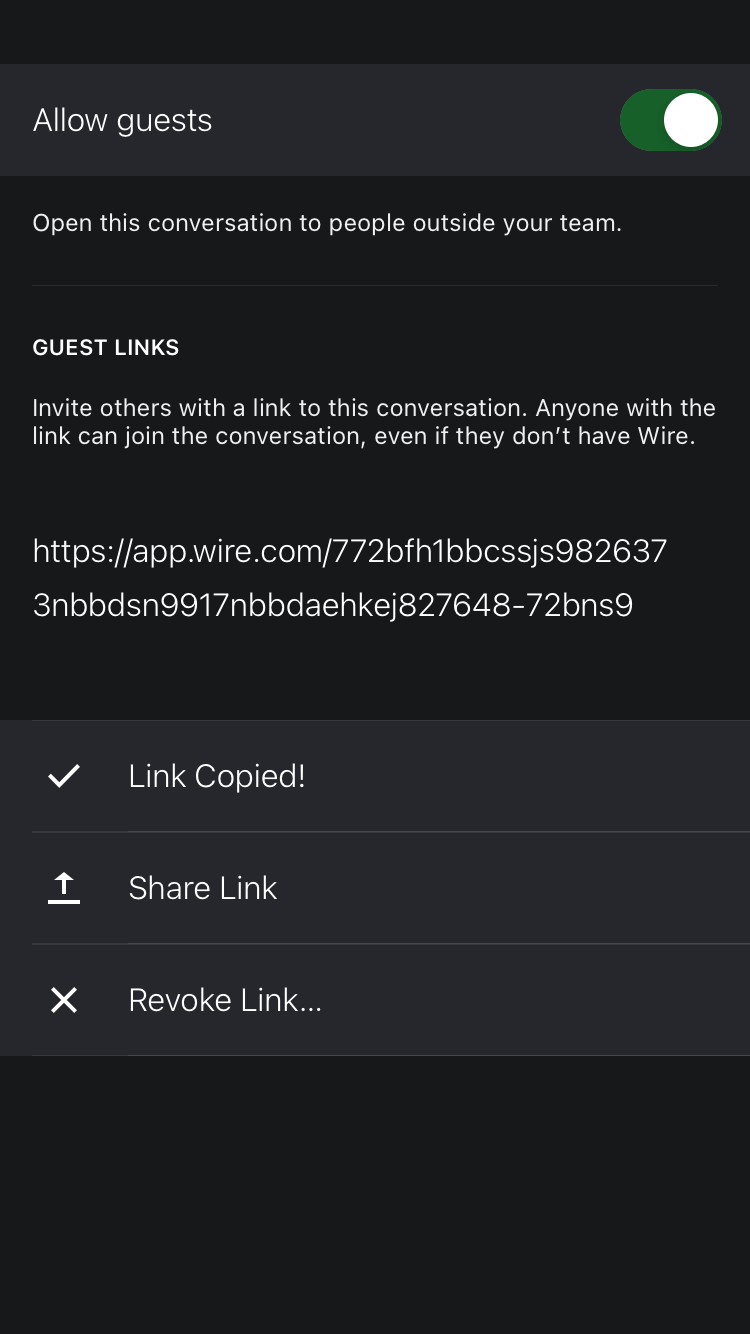 Allow guests
Open this conversation to people outside your team.
GUEST LINKS
Invite others with a link to this conversation. Anyone with the
link can join the conversation, even if they don’t have Wire.
https://app.wire.com/772bfh1bbcssjs982637
3nbbdsn9917nbbdaehkej827648-72bns9
Link Copied!
Share Link
Revoke Link...